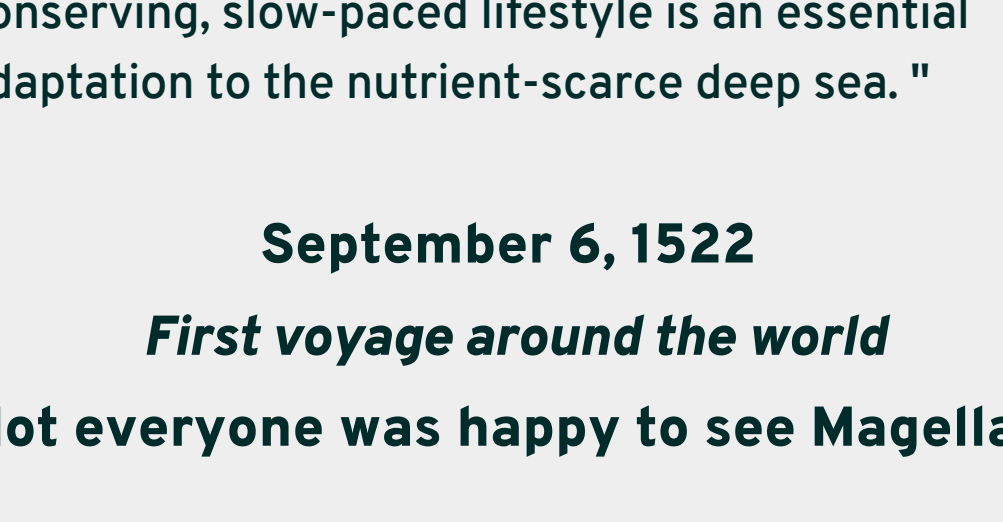 onserving, slow-paced lifestyle is an essential
daptation to the nutrient-scarce deep sea. "
September 6, 1522
First voyage around the world
ot everyone was happy to see Magella